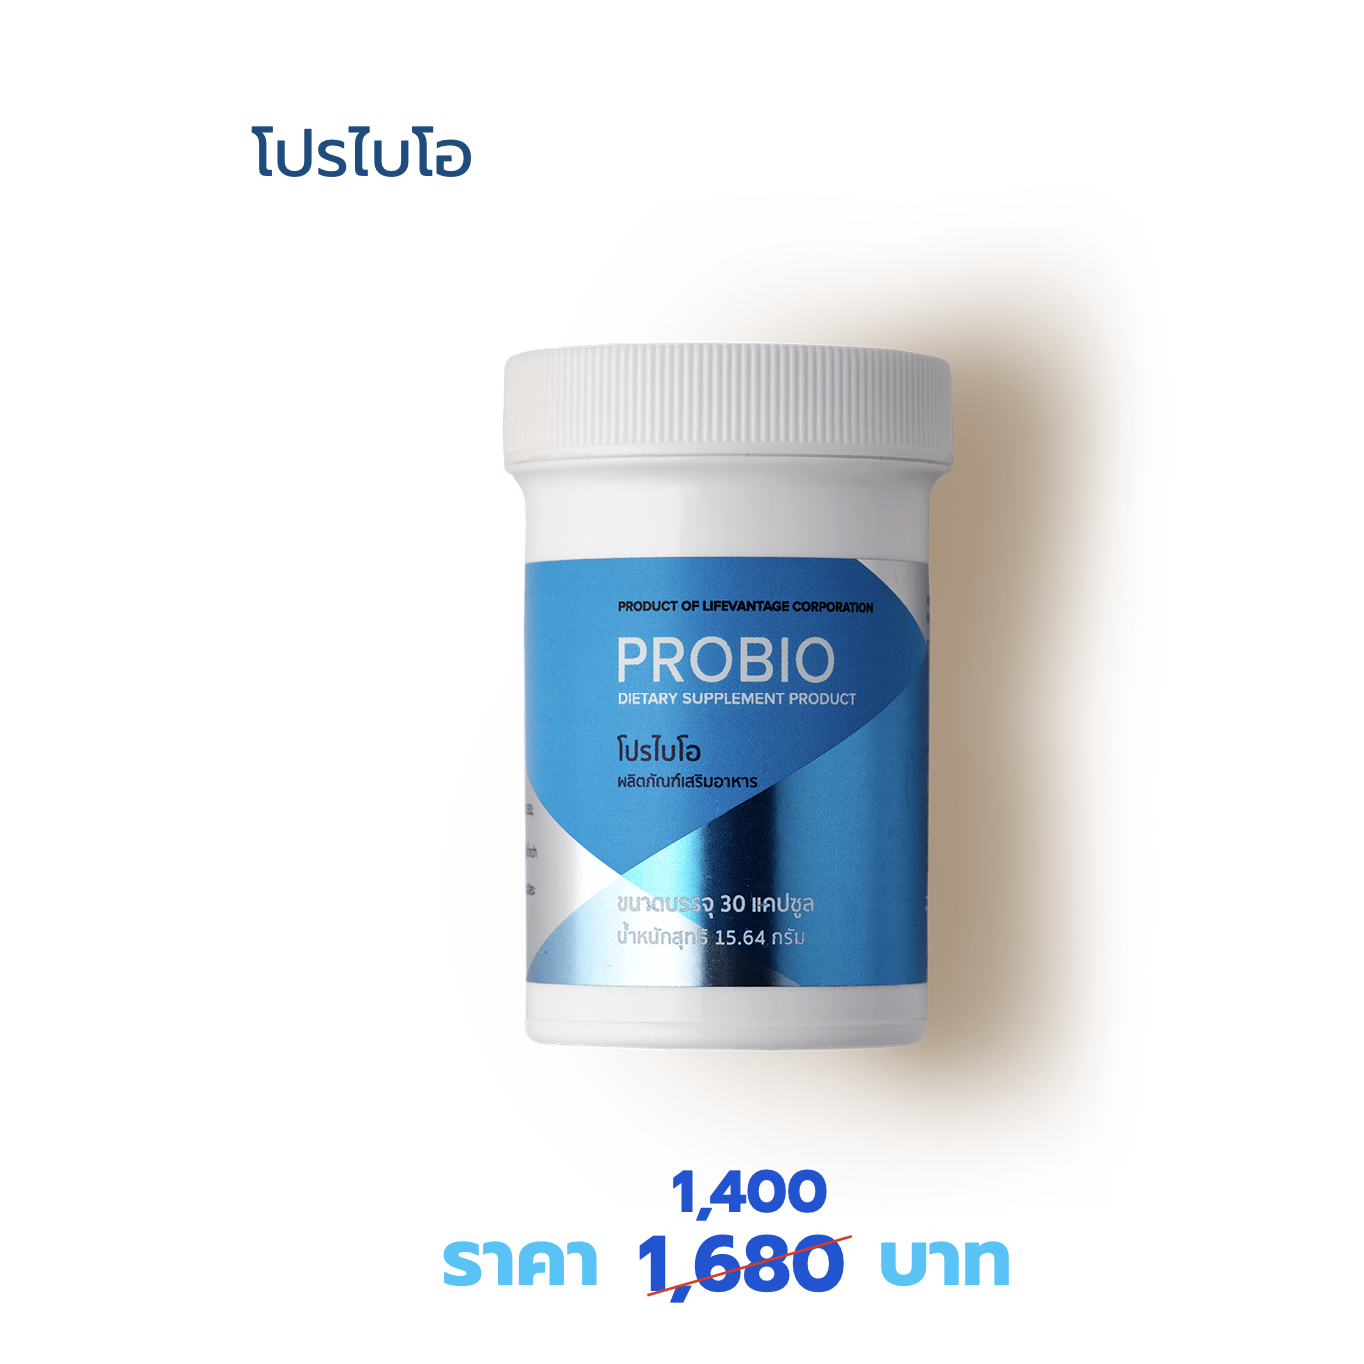 โปรไบโอ
PRODUCT OF LIFEVANTAGE CORPORATION
PROBIO
DIETARY SUPPLEMENT PRODUCT
โปรไบโอ
ผลิตภัณฑ์เสริมอาหาร
ขนาดบรรจุ 30 แคปซูล
น้ำหนักสุทธิ 15.64 กรัม
1,400
ราคา 1,680 บาท